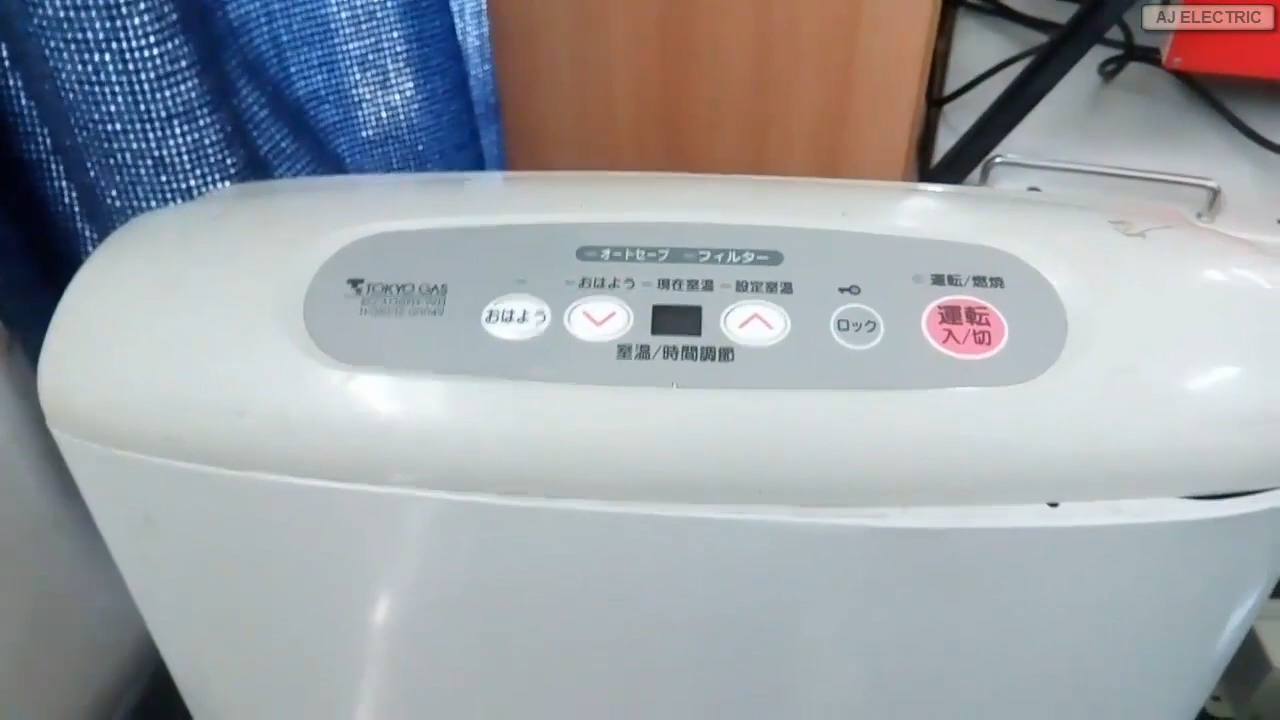 AJ ELECTRIC
オートセーブ フィルター
TOKYO GAS
おはよう 現在室温 設定室温
運転/燃焼
おはよう
ロック
運転
入/切
室温/時間調節